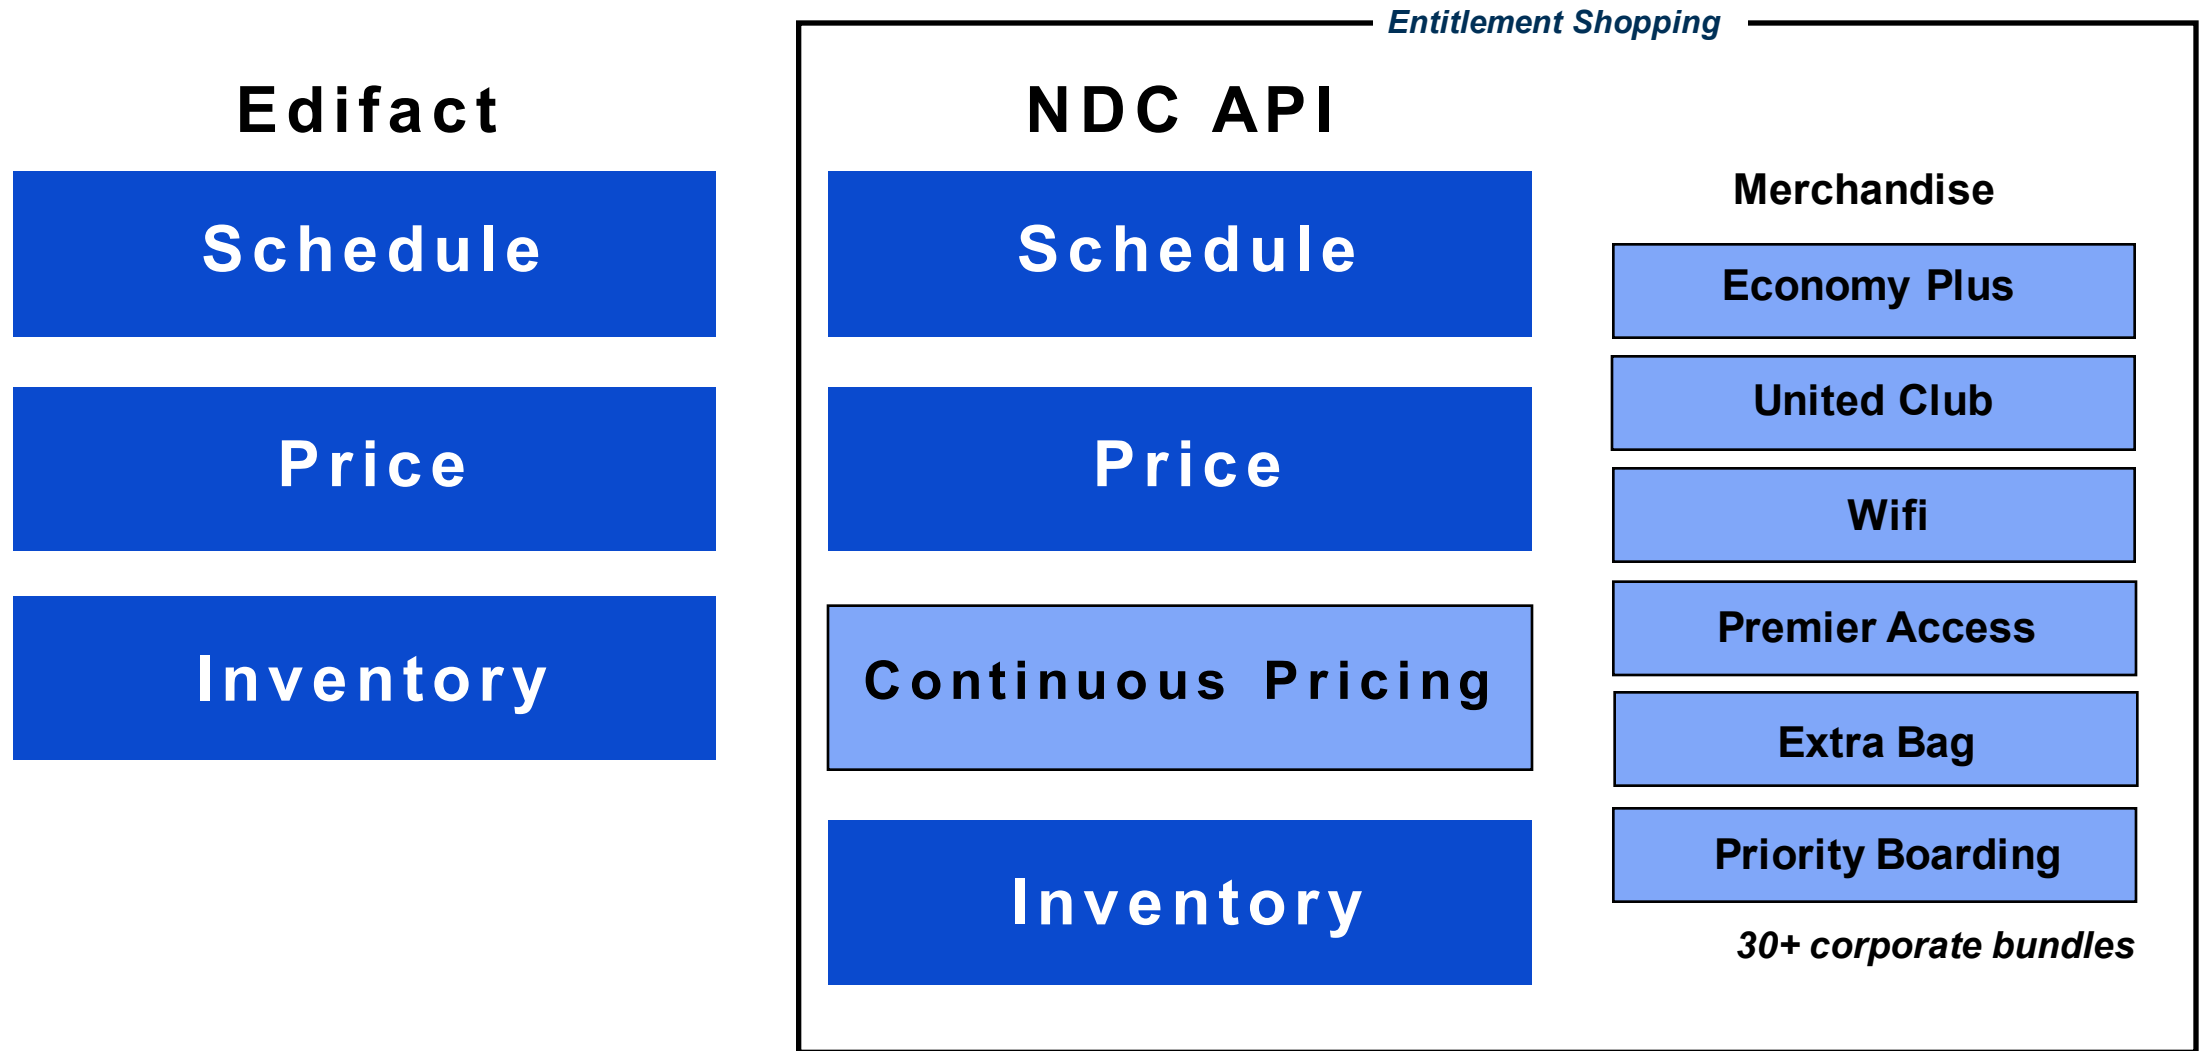 Entitlement Shopping
Edifact
Schedule
Price
Inventory
NDC API
Schedule
Price
Continuous Pricing
Inventory
Merchandise
Economy Plus
United Club
Wifi
Premier Access
Extra Bag
Priority Boarding
30+ corporate bundles